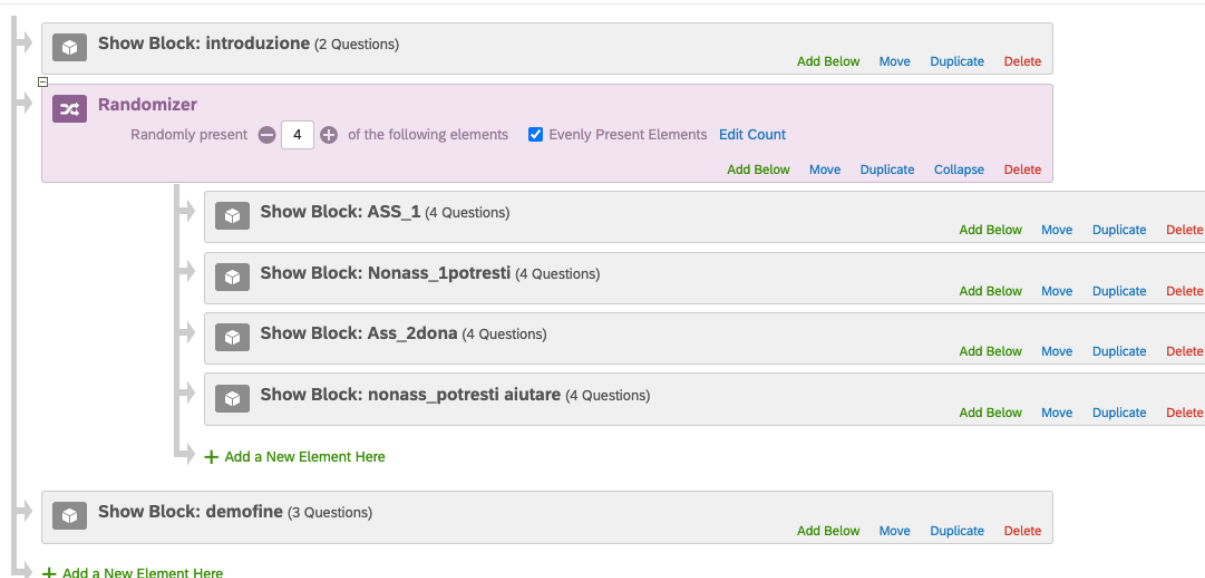 Show Block: introduzione (2 Questions)
Add Below Move Duplicate Delete
Randomizer
Randomly present 4 of the following elements Evenly Present Elements Edit Count
Add Below Move Duplicate Collapse Delete
Show Block: ASS_1 (4 Questions)
Add Below Move Duplicate Delete
Show Block: Nonass_1potresti (4 Questions)
Add Below Move Duplicate Delete
Show Block: Ass_2dona (4 Questions)
Add Below Move Duplicate Delete
Show Block: nonass_potresti aiutare (4 Questions)
Add Below Move Duplicate Delete
+ Add a New Element Here
Show Block: demofine (3 Questions)
Add Below Move Duplicate Delete
+ Add a New Element Here